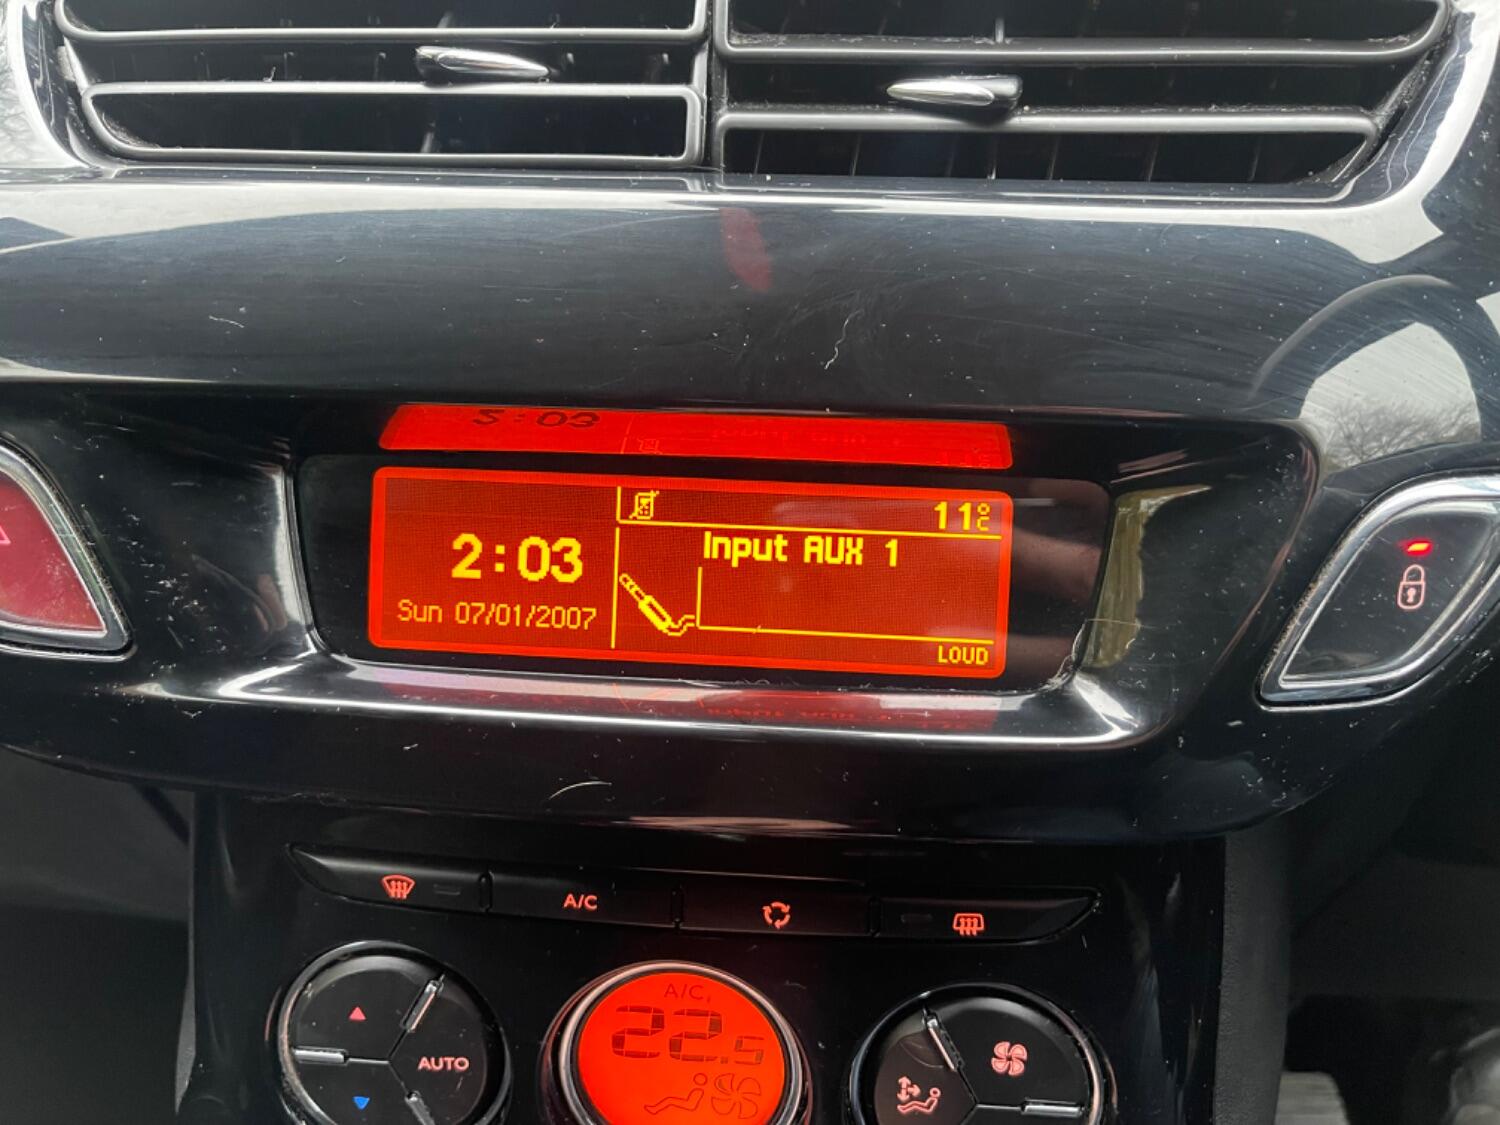 11°C
Input AUX 1
2:03
Sun 07/01/2007
LOUD
A/C
A/C
22.5
AUTO